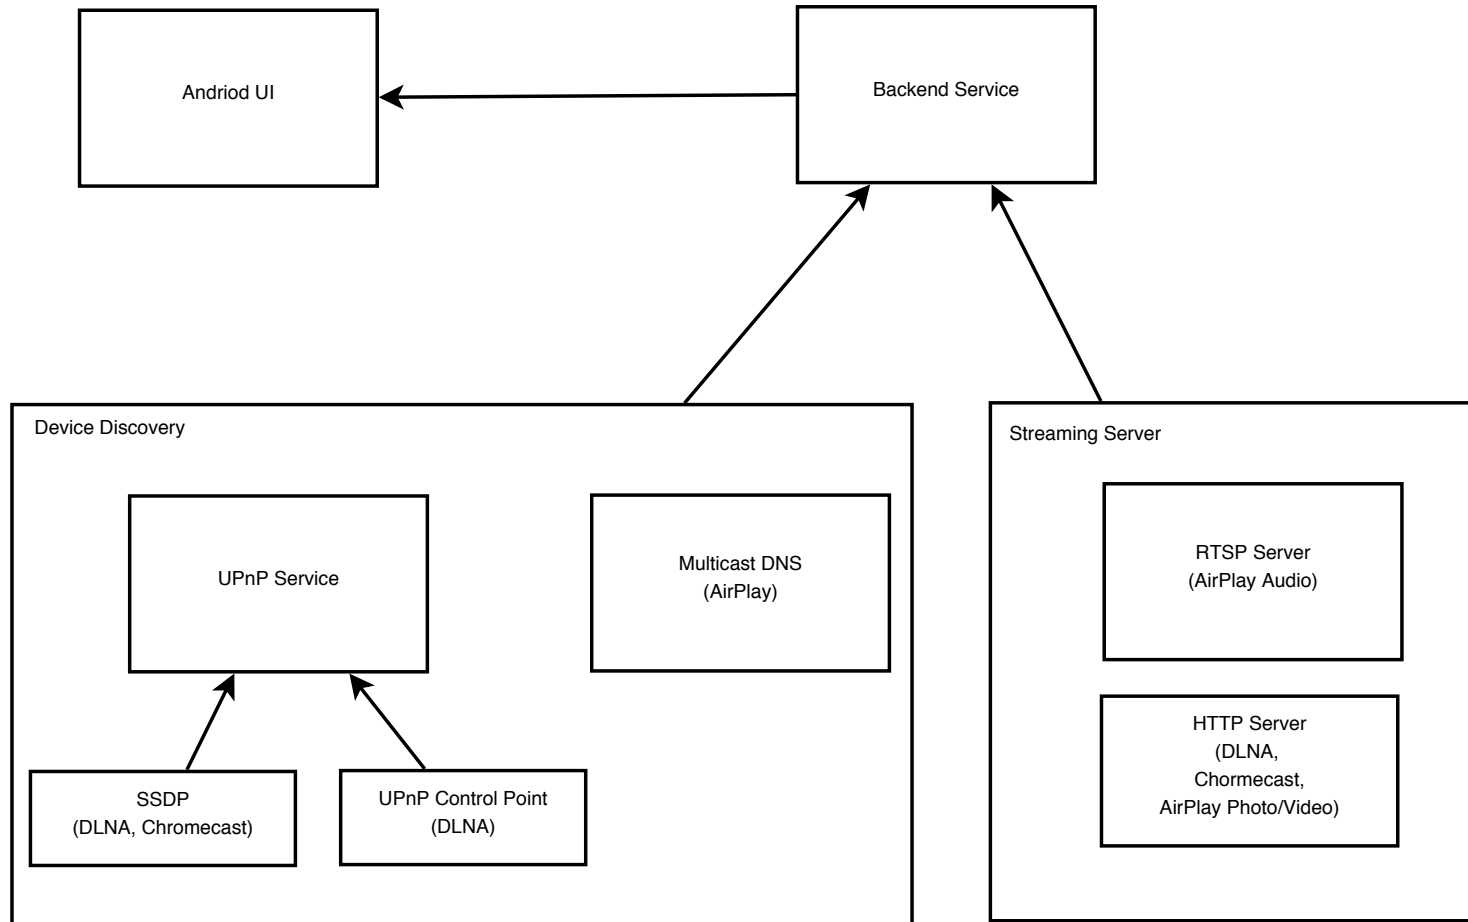 Andriod UI
Backend Service
Device Discovery
UPnP Service
Multicast DNS
(AirPlay)
SSDP
(DLNA, Chromecast)
UPnP Control Point
(DLNA)
Streaming Server
RTSP Server
(AirPlay Audio)
HTTP Server
(DLNA,
Chormecast,
AirPlay Photo/Video)